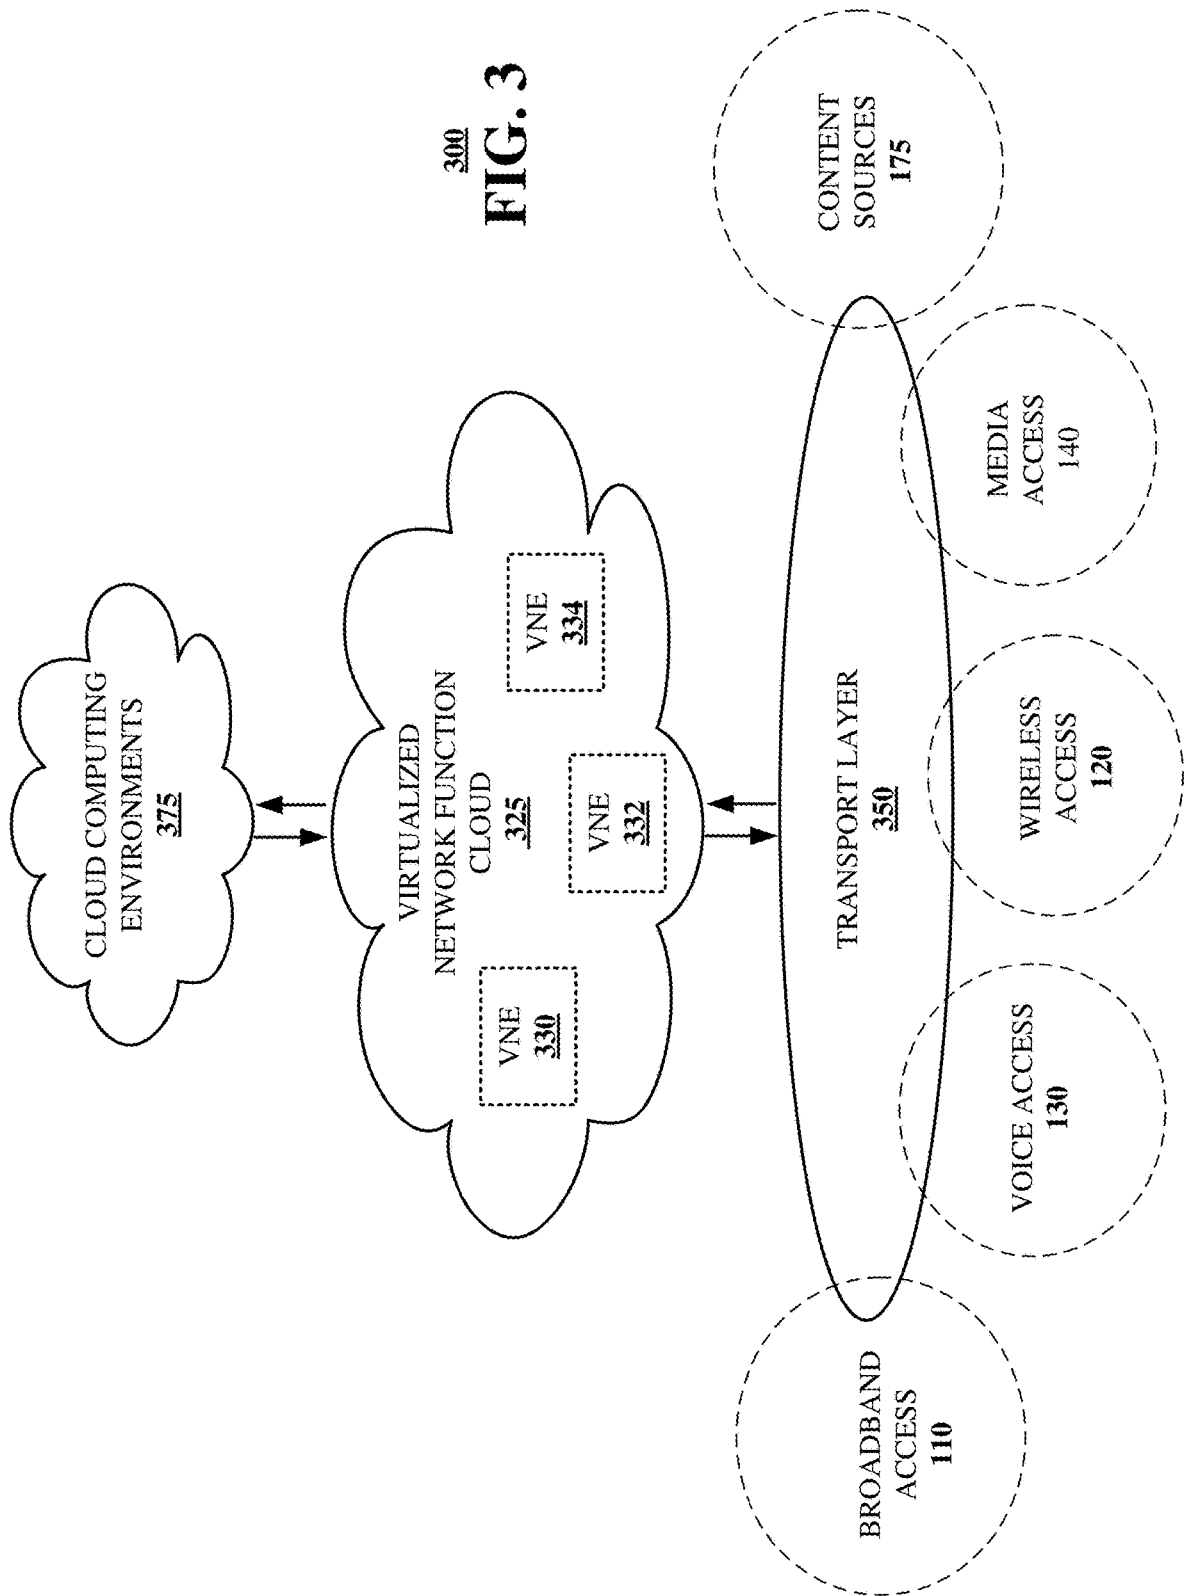 CLOUD COMPUTING
ENVIRONMENTS
375
VIRTUALIZED
NETWORK FUNCTION
CLOUD
325
VNE
330
VNE
332
VNE
334
TRANSPORT LAYER
350
BROADBAND
ACCESS
110
VOICE ACCESS
130
WIRELESS
ACCESS
120
MEDIA
ACCESS
140
CONTENT
SOURCES
175
300
FIG. 3